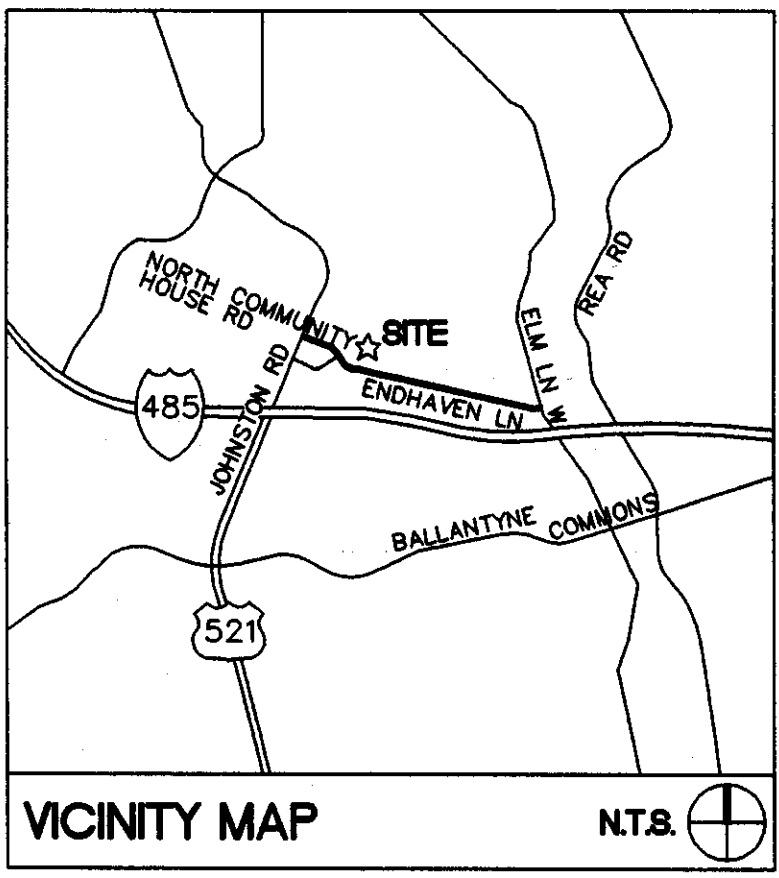 NORTH COMMUNITY
HOUSE RD
SITE
REA RD
ELM LN W
JOHNSTON RD
ENDHAVEN LN
485
BALLANTYNE COMMONS
521
VICINITY MAP
N.T.S.